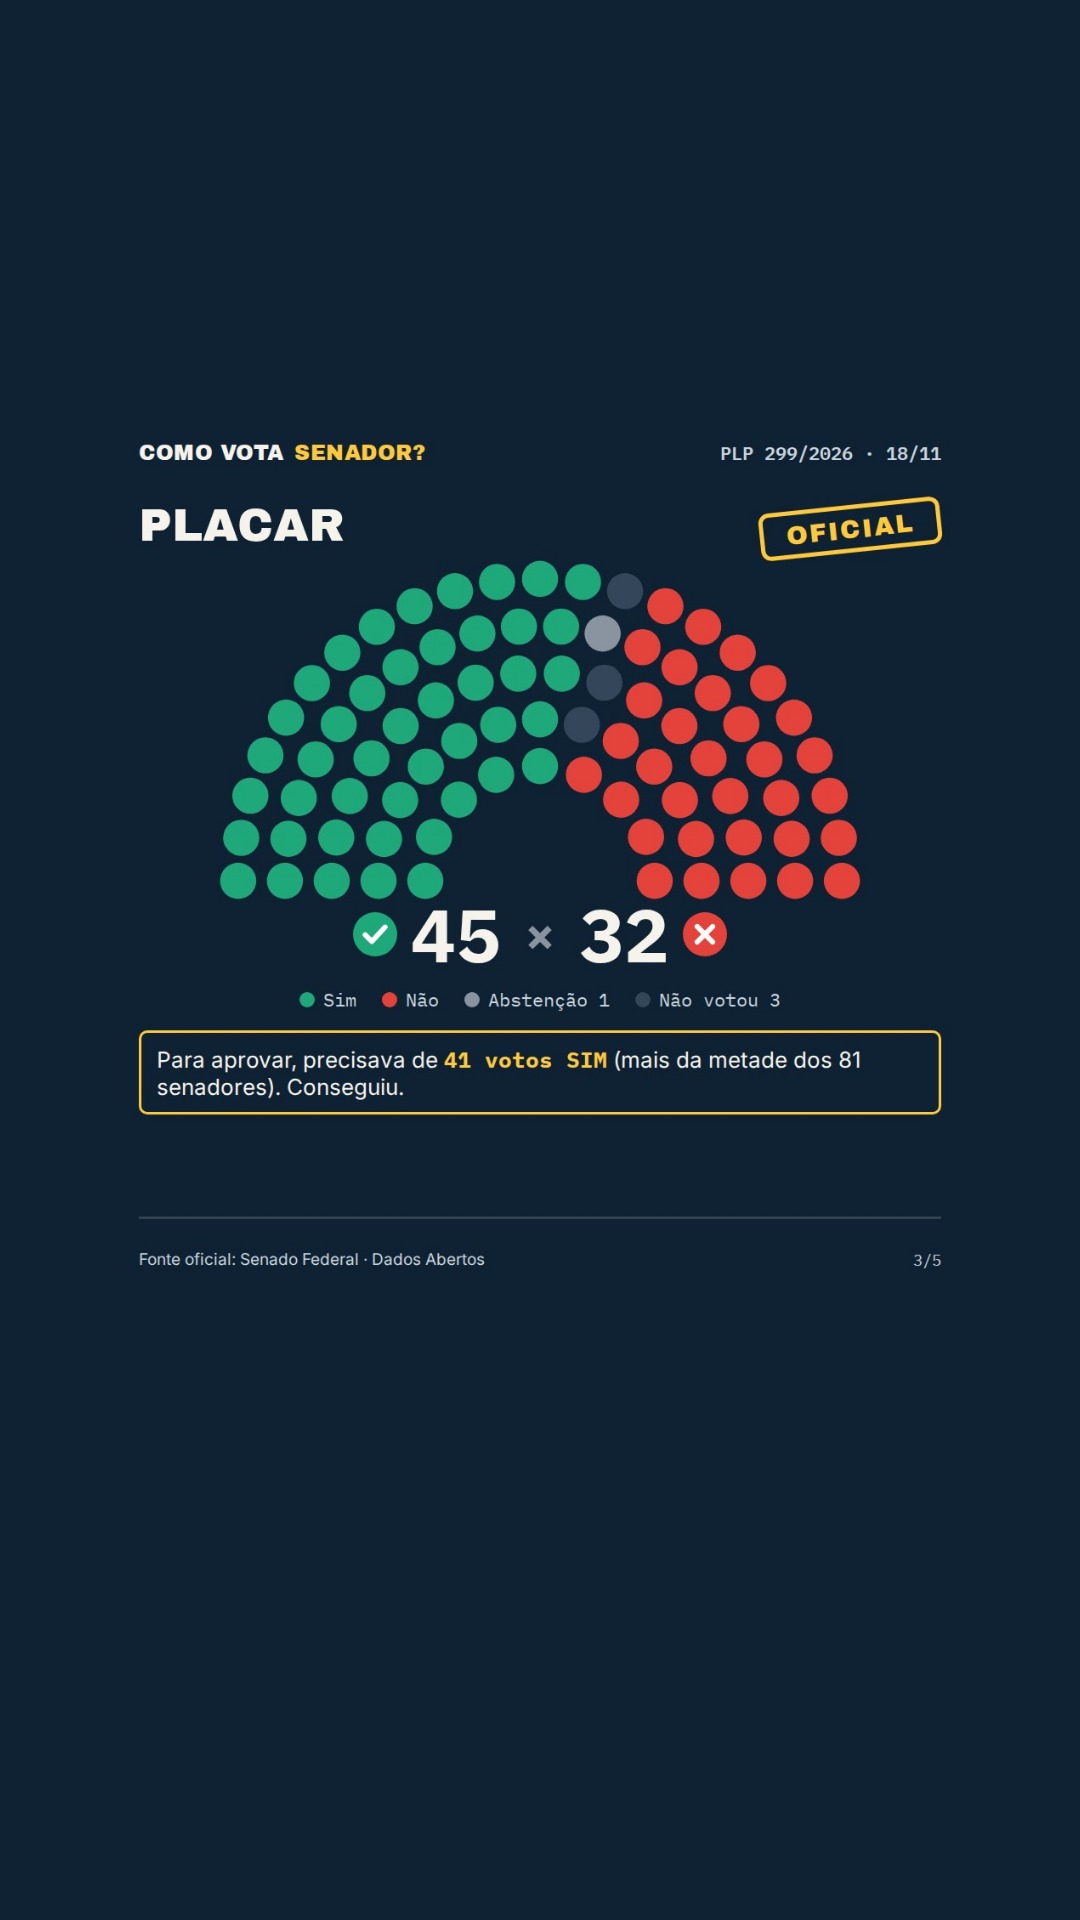 COMO VOTA SENADOR?
PLP 299/2026 · 18/11
PLACAR
OFICIAL
45 × 32
Sim Não Abstenção 1 Não votou 3
Para aprovar, precisava de 41 votos SIM (mais da metade dos 81
senadores). Conseguiu.
Fonte oficial: Senado Federal · Dados Abertos
3/5